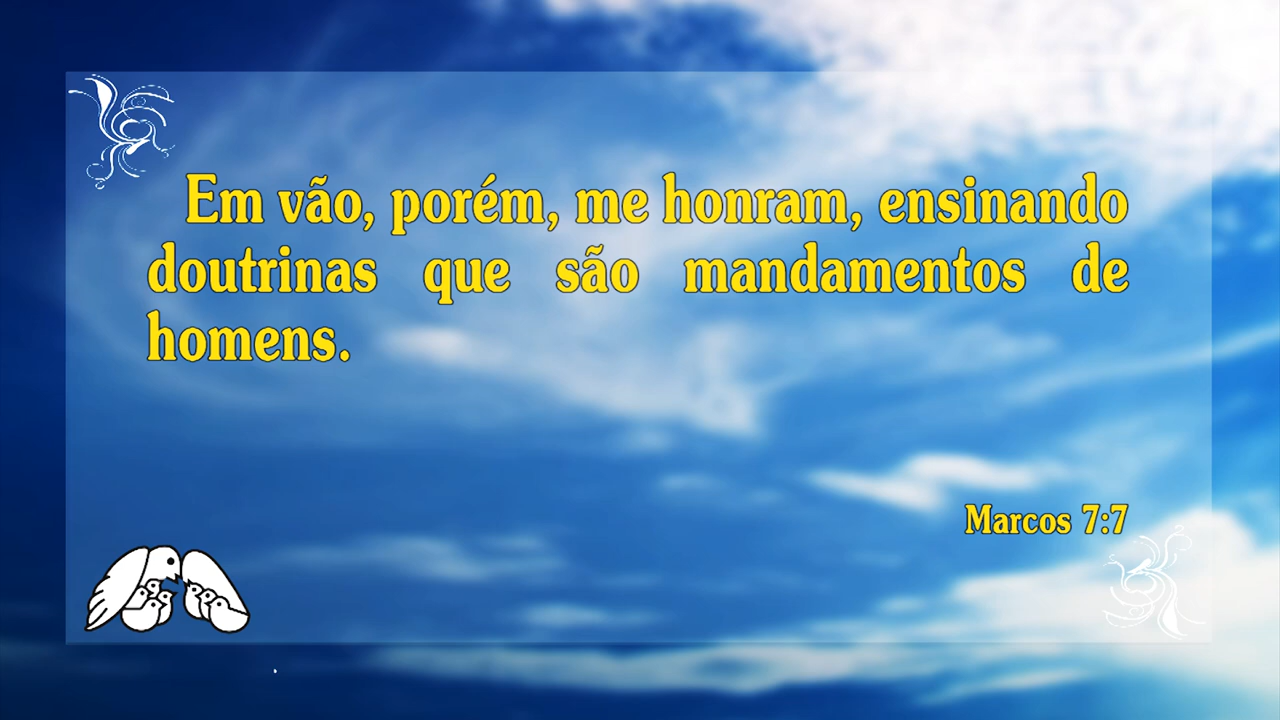 Em vão, porém, me honram, ensinando
doutrinas que são mandamentos de
homens.
Marcos 7:7